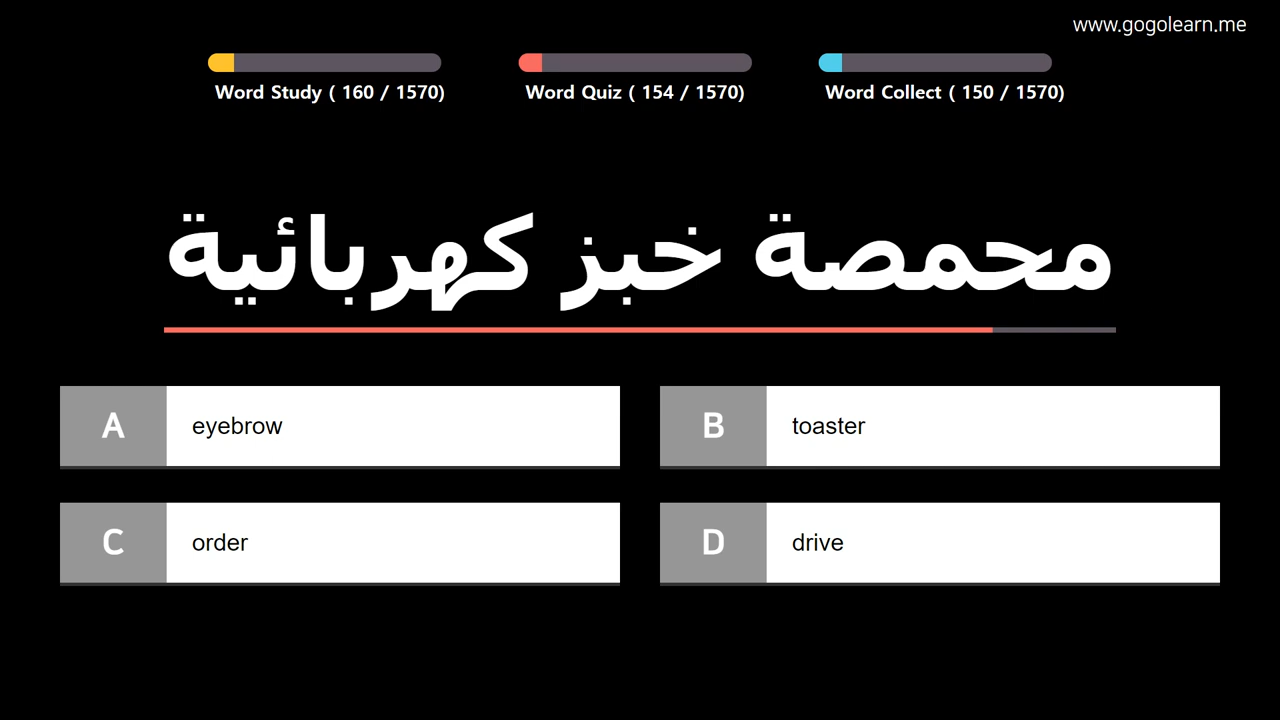 www.gogolearn.me
Word Study ( 160 / 1570)
Word Quiz ( 154 / 1570)
Word Collect ( 150 / 1570)
محمصة خبز كهربائية
A eyebrow
B toaster
C order
D drive